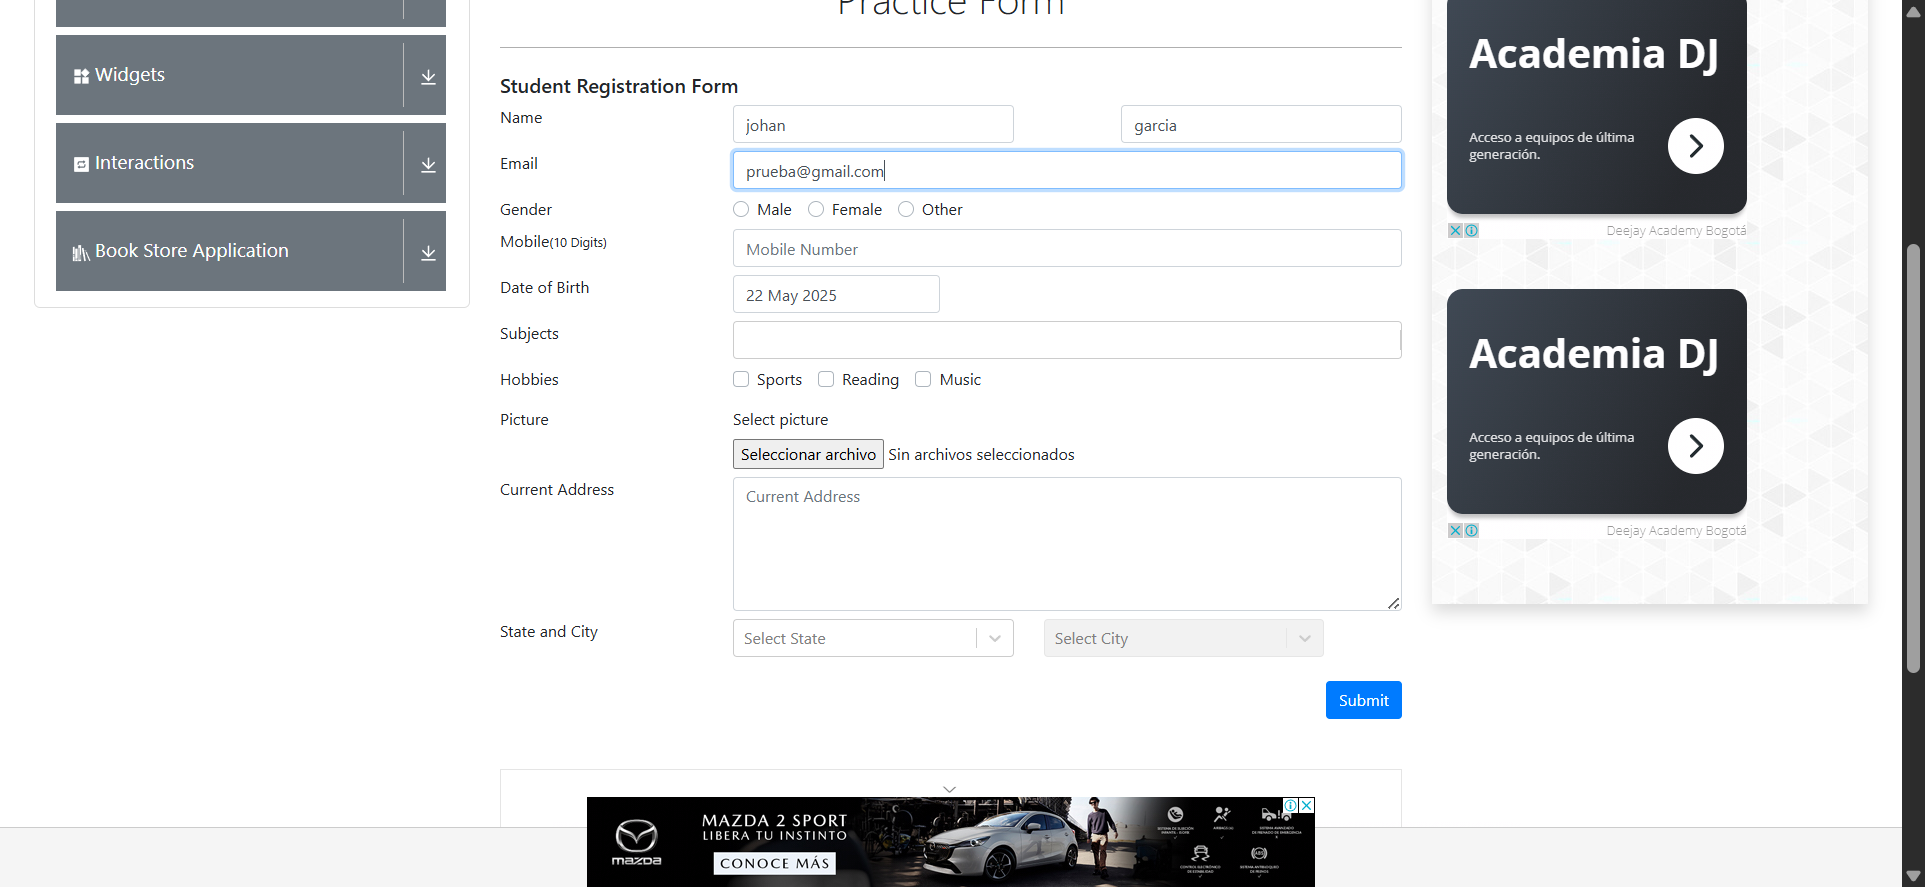 Practice Form
Widgets
Interactions
Book Store Application
Student Registration Form
Name
johan
garcia
Email
prueba@gmail.com
Gender
Male
Female
Other
Mobile(10 Digits)
Mobile Number
Date of Birth
22 May 2025
Subjects
Hobbies
Sports
Reading
Music
Picture
Select picture
Seleccionar archivo
Sin archivos seleccionados
Current Address
Current Address
State and City
Select State
Select City
Submit
Academia DJ
Acceso a equipos de última
generación.
Deejay Academy Bogotá
Academia DJ
Acceso a equipos de última
generación.
Deejay Academy Bogotá
mazda
MAZDA 2 SPORT
LIBERA TU INSTINTO
CONOCE MÁS